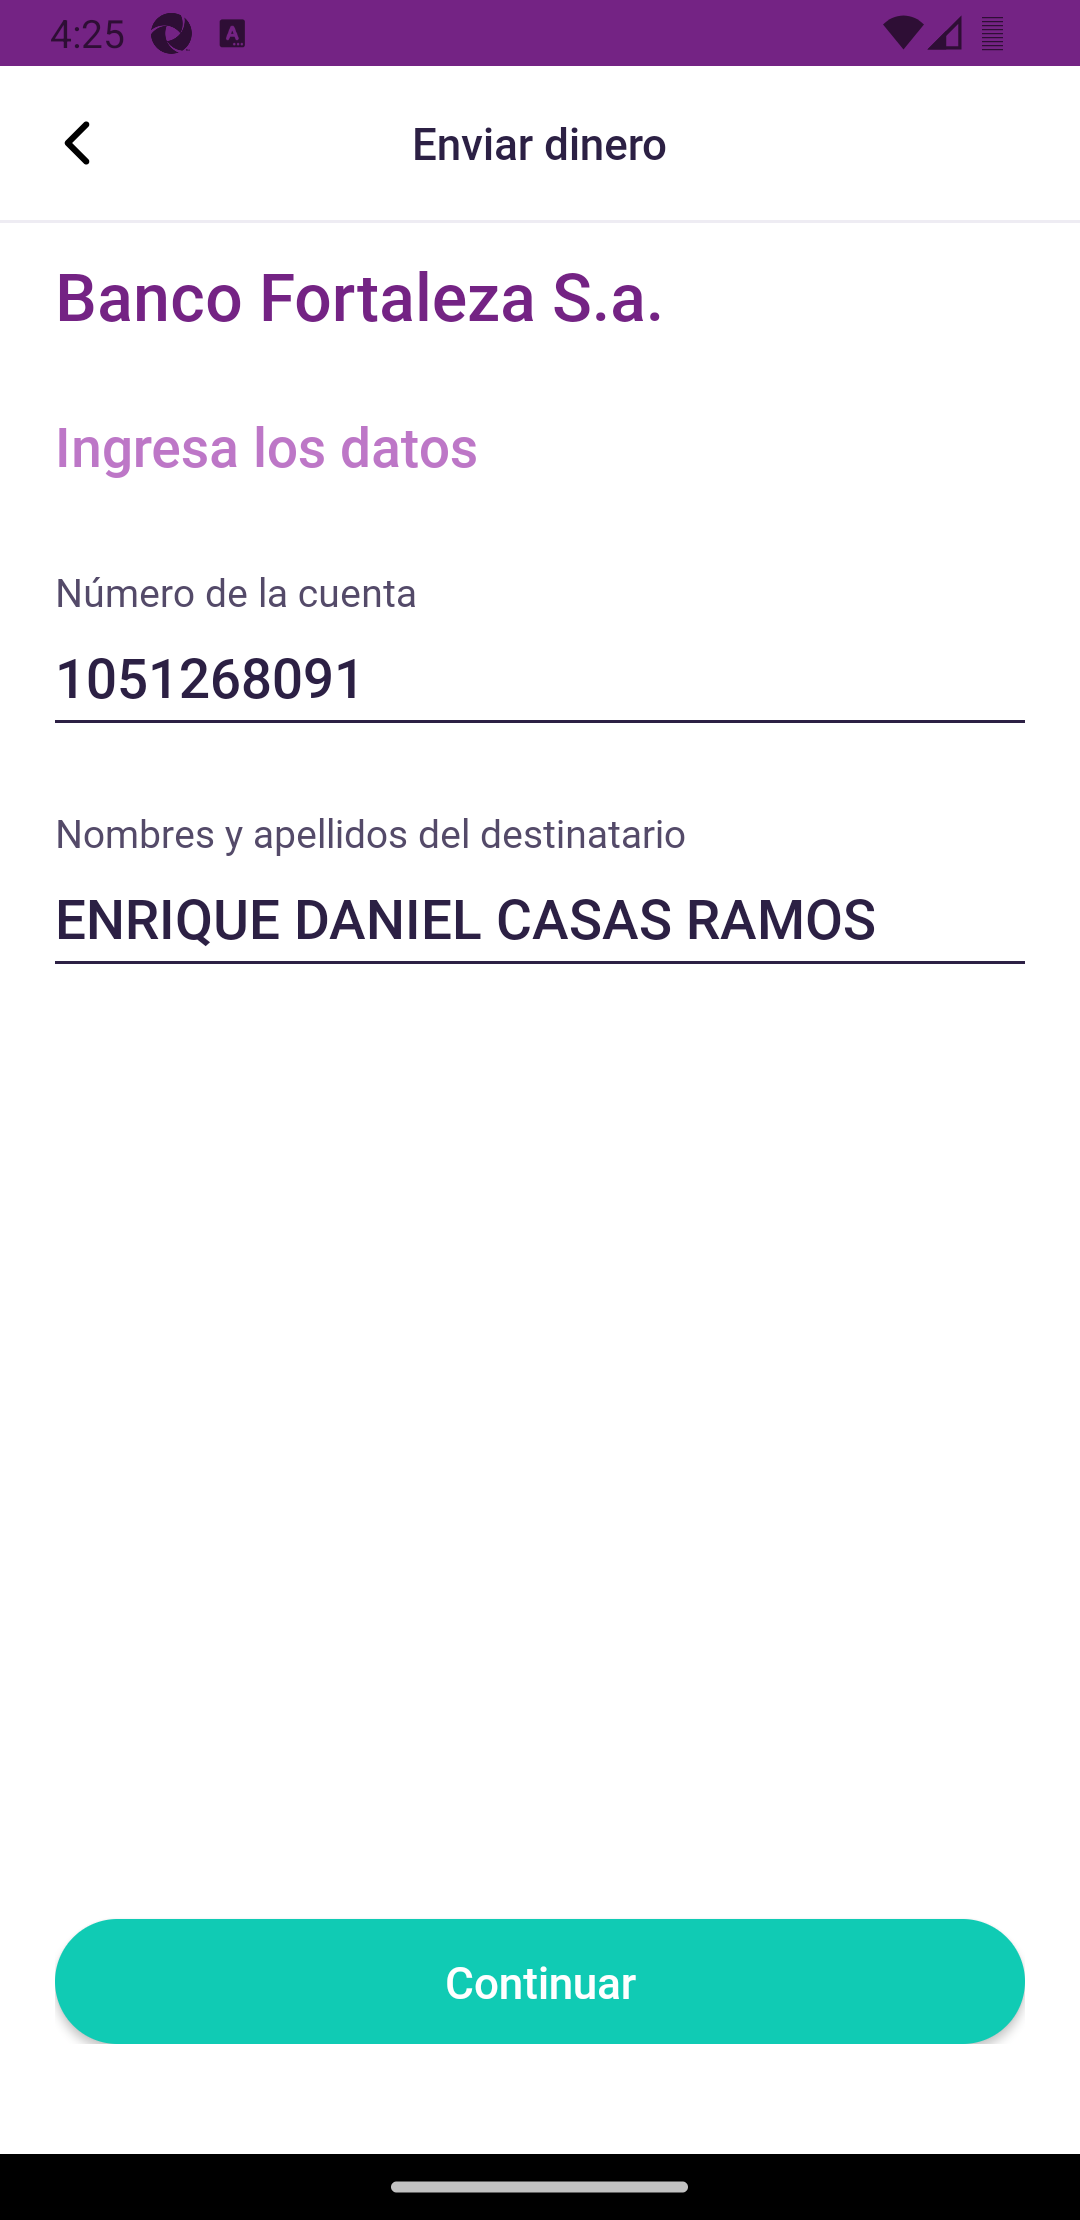 4:25
Enviar dinero
Banco Fortaleza S.a.
Ingresa los datos
Número de la cuenta
1051268091
Nombres y apellidos del destinatario
ENRIQUE DANIEL CASAS RAMOS
Continuar